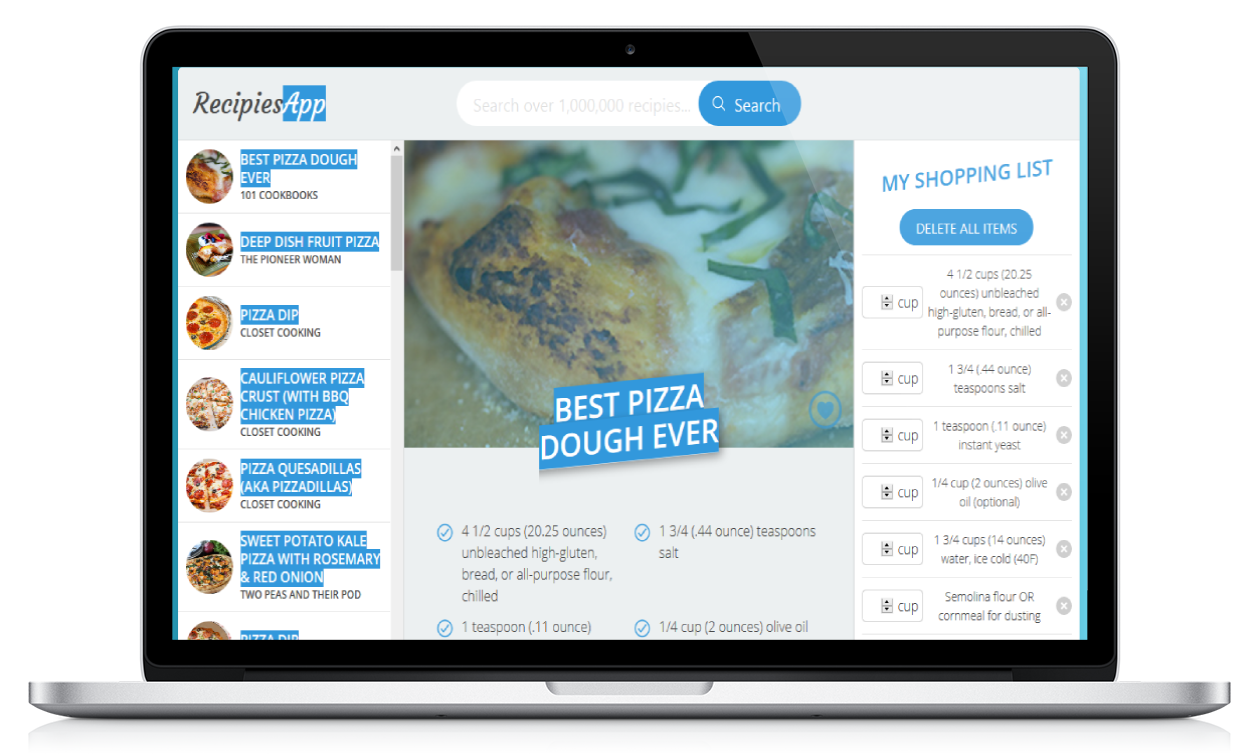 RecipiesApp
Search over 1,000,000 recipies...
Search
BEST PIZZA DOUGH
EVER
101 COOKBOOKS
DEEP DISH FRUIT PIZZA
THE PIONEER WOMAN
PIZZA DIP
CLOSET COOKING
CAULIFLOWER PIZZA
CRUST (WITH BBQ
CHICKEN PIZZA)
CLOSET COOKING
PIZZA QUESADILLAS
(AKA PIZZADILLAS)
CLOSET COOKING
SWEET POTATO KALE
PIZZA WITH ROSEMARY
& RED ONION
TWO PEAS AND THEIR POD
PIZZA DIP
BEST PIZZA
DOUGH EVER
4 1/2 cups (20.25 ounces)
unbleached high-gluten,
bread, or all-purpose flour,
chilled
1 3/4 (.44 ounce) teaspoons
salt
1 teaspoon (.11 ounce)
1/4 cup (2 ounces) olive oil
MY SHOPPING LIST
DELETE ALL ITEMS
cup
4 1/2 cups (20.25
ounces) unbleached
high-gluten, bread, or all-
purpose flour, chilled
cup
1 3/4 (.44 ounce)
teaspoons salt
cup
1 teaspoon (.11 ounce)
instant yeast
cup
1/4 cup (2 ounces) olive
oil (optional)
cup
1 3/4 cups (14 ounces)
water, ice cold (40F)
cup
Semolina flour OR
cornmeal for dusting